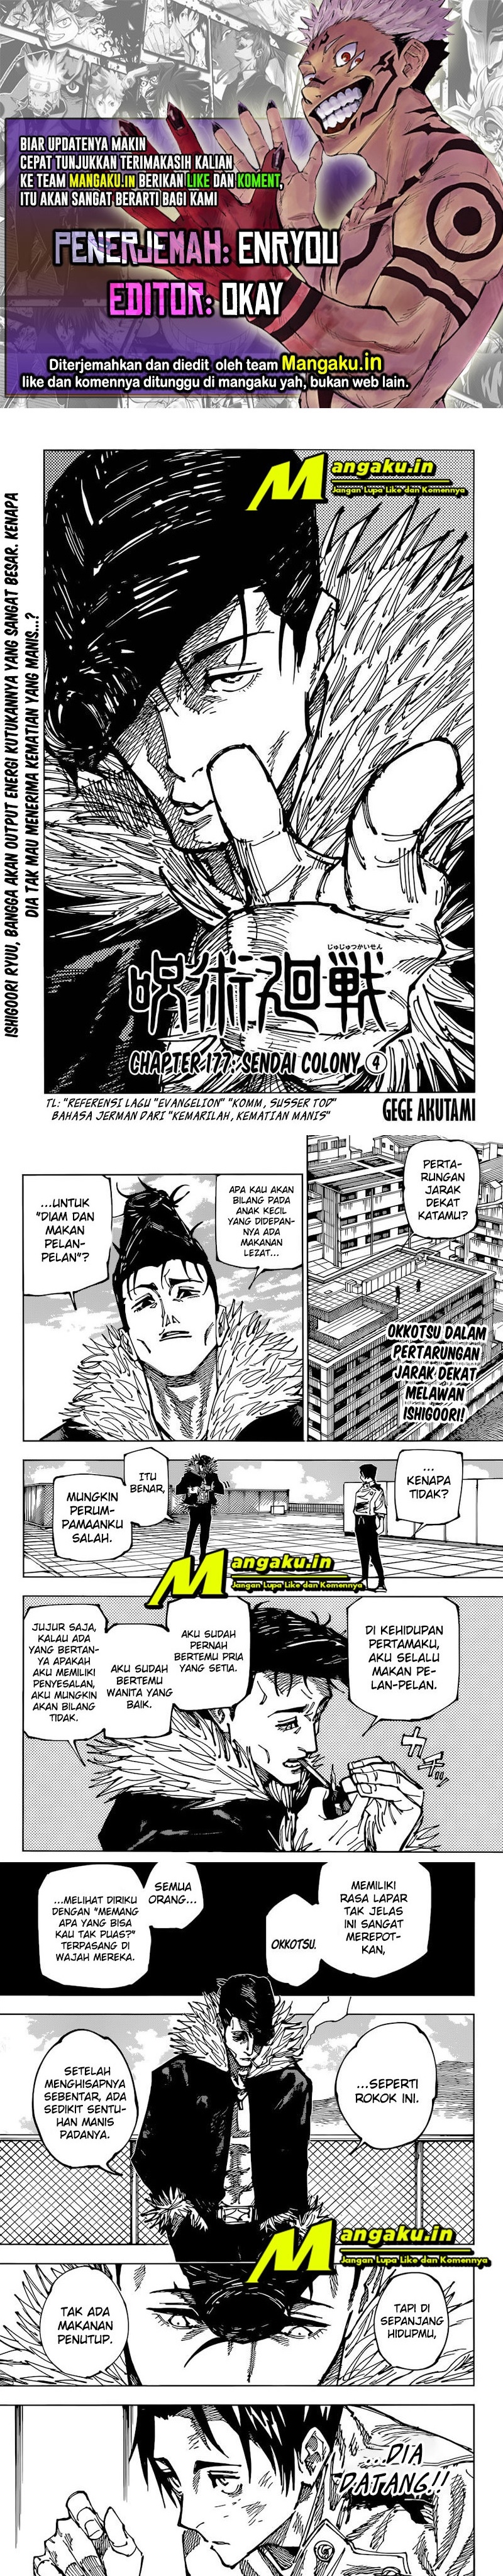 BIAR UPDATENYA MAKIN
CEPAT TUNJUKKAN TERIMAKASIH KALIAN
KE TEAM MANGAKU.IN BERIKAN LIKE DAN KOMENT,
ITU AKAN SANGAT BERARTI BAGI KAMI
PENERJEMAH: ENRYOU
EDITOR: OKAY
Diterjemahkan dan diedit oleh team Mangaku.in
like dan komennya ditunggu di mangaku yah, bukan web lain.
Mangaku.in
Jangan Lupa Like dan Komennya
ISHIGOORI RYUU, BANGGA AKAN OUTPUT ENERGI KUTUKANNYA YANG SANGAT BESAR. KENAPA
DIA TAK MAU MENERIMA KEMATIAN YANG MANIS...?
じゅじゅつかいせん
呪術廻戦
CHAPTER 177: SENDAI COLONY ④
TL: "REFERENSI LAGU "EVANGELION" "KOMM, SUSSER TOD"
BAHASA JERMAN DARI "KEMARILAH, KEMATIAN MANIS"
GEGE AKUTAMI
PERTA-
RUNGAN
JARAK
DEKAT
KATAMU?
OKKOTSU DALAM
PERTARUNGAN
JARAK DEKAT
MELAWAN
ISHIGOORI!
APA KAU AKAN
BILANG PADA
ANAK KECIL
YANG DIDEPAN-
NYA ADA
MAKANAN
LEZAT...
...UNTUK
"DIAM DAN
MAKAN
PELAN-
PELAN"?
...
KENAPA
TIDAK?
ITU
BENAR,
MUNGKIN
PERUM-
PAMAANKU
SALAH.
Mangaku.in
Jangan Lupa Like dan Komennya
DI KEHIDUPAN
PERTAMAKU,
AKU SELALU
MAKAN PE-
LAN-PELAN.
AKU SUDAH
PERNAH
BERTEMU PRIA
YANG SETIA.
AKU SUDAH
BERTEMU
WANITA YANG
BAIK.
JUJUR SAJA,
KALAU ADA
YANG BERTAN-
YA APAKAH
AKU MEMILIKI
PENYESALAN,
AKU MUNGKIN
AKAN BILANG
TIDAK.
カチッ
MEMILIKI
RASA LAPAR
TAK JELAS
INI SANGAT
MEREPOT-
KAN,
OKKOTSU.
SEMUA
ORANG...
...MELIHAT DIRIKU
DENGAN "MEMANG
APA YANG BISA
KAU TAK PUAS?"
TERPASANG DI
WAJAH MEREKA.
...SEPERTI
ROKOK INI.
SETELAH
MENGHISAPNYA
SEBENTAR, ADA
SEDIKIT SENTU-
HAN MANIS
PADANYA.
Mangaku.in
Jangan Lupa Like dan Komennya
TAPI DI
SEPANJANG
HIDUPMU,
TAK ADA
MAKANAN
PENUTUP.
...DIA
DATANG!!